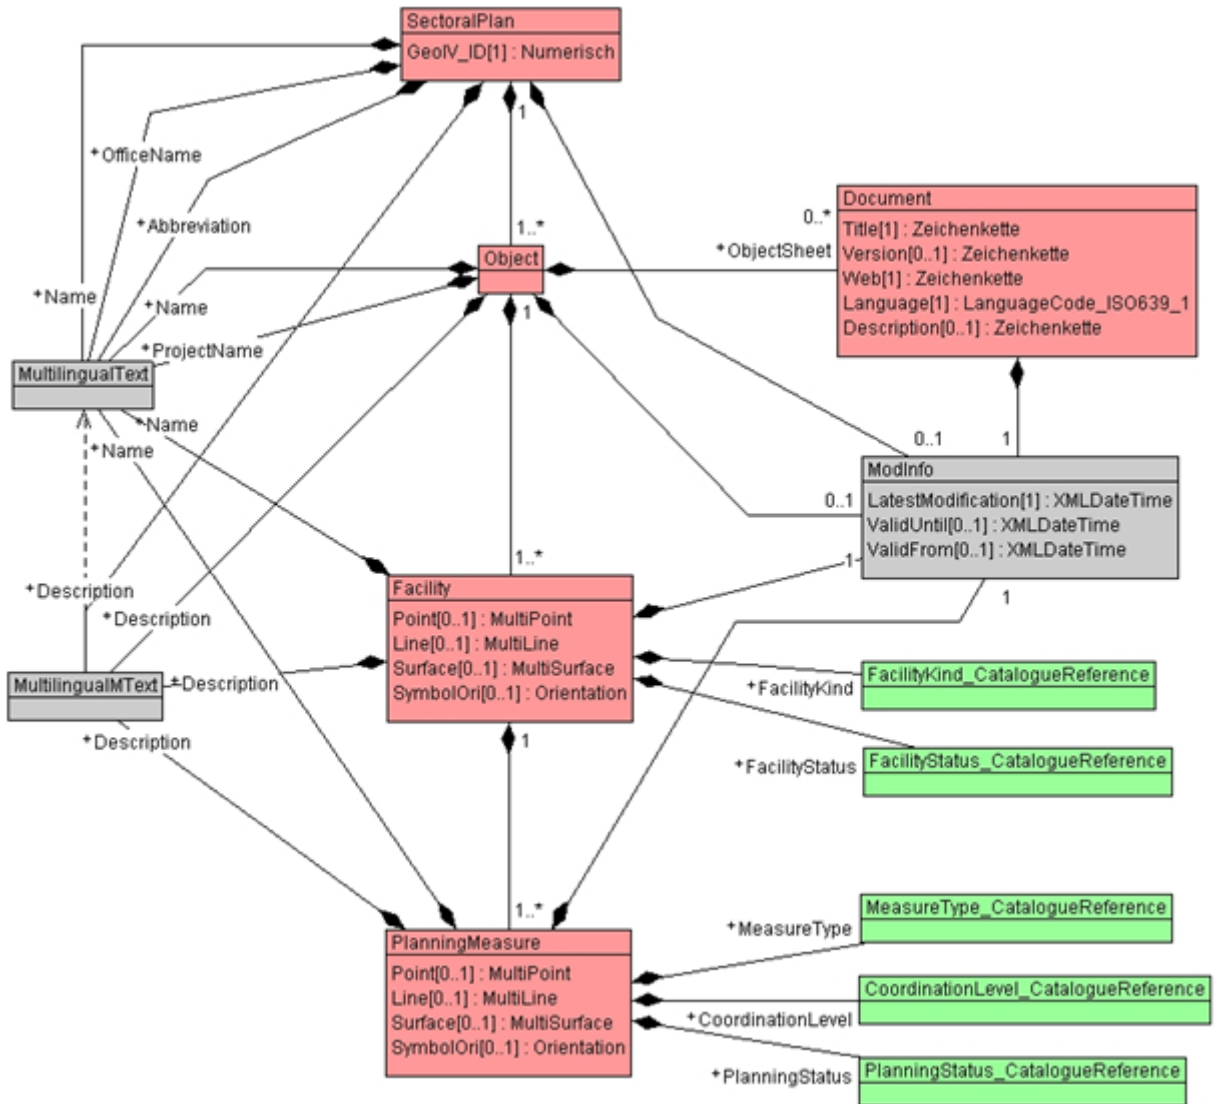 SectoralPlan
GeoIV_ID[1] : Numerisch
1
+OfficeName
Document
0..*
Title[1] : Zeichenkette
+Abbreviation
1..*
Version[0..1] : Zeichenkette
+ObjectSheet
Object
Web[1] : Zeichenkette
+Name
+Name
Language[1] : LanguageCode_ISO639_1
1
Description[0..1] : Zeichenkette
+ProjectName
MultilingualText
+Name
0..1
1
+Name
ModInfo
0..1
LatestModification[1] : XMLDateTime
ValidUntil[0..1] : XMLDateTime
ValidFrom[0..1] : XMLDateTime
1..*
1
+Description
Facility
1
+Description
Point[0..1] : MultiPoint
Line[0..1] : MultiLine
Surface[0..1] : MultiSurface
SymbolOri[0..1] : Orientation
MultilingualMText
+Description
FacilityKind_CatalogueReference
+FacilityKind
+Description
1
FacilityStatus_CatalogueReference
+FacilityStatus
1..*
MeasureType_CatalogueReference
+MeasureType
PlanningMeasure
Point[0..1] : MultiPoint
Line[0..1] : MultiLine
Surface[0..1] : MultiSurface
SymbolOri[0..1] : Orientation
CoordinationLevel_CatalogueReference
+CoordinationLevel
PlanningStatus_CatalogueReference
+PlanningStatus